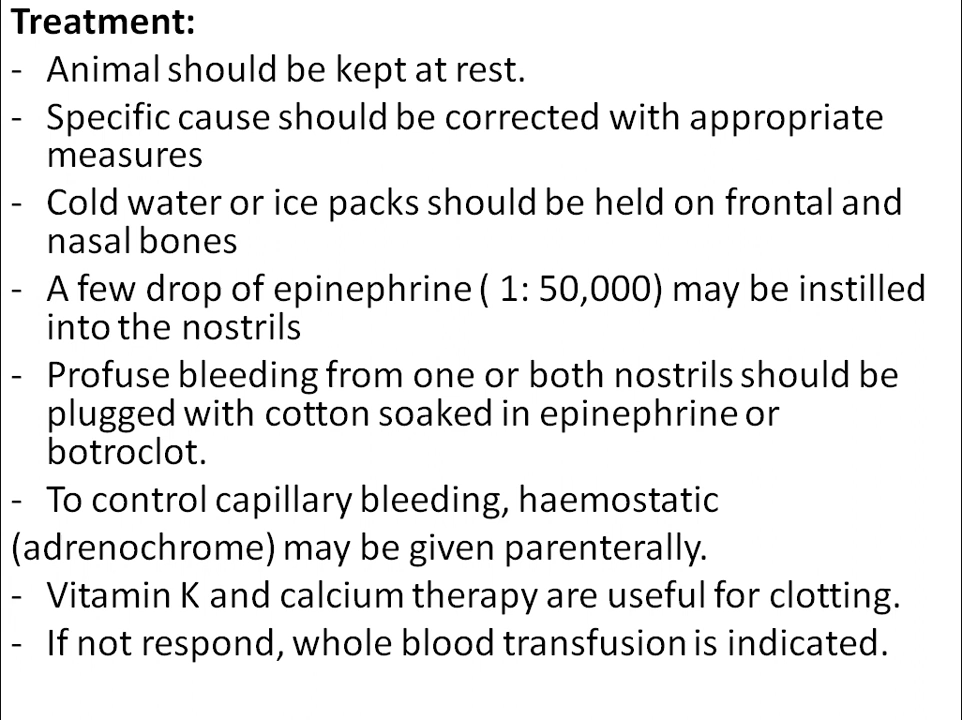 Treatment:
- Animal should be kept at rest.
- Specific cause should be corrected with appropriate
measures
- Cold water or ice packs should be held on frontal and
nasal bones
- A few drop of epinephrine ( 1: 50,000) may be instilled
into the nostrils
- Profuse bleeding from one or both nostrils should be
plugged with cotton soaked in epinephrine or
botroclot.
- To control capillary bleeding, haemostatic
(adrenochrome) may be given parenterally.
- Vitamin K and calcium therapy are useful for clotting.
- If not respond, whole blood transfusion is indicated.